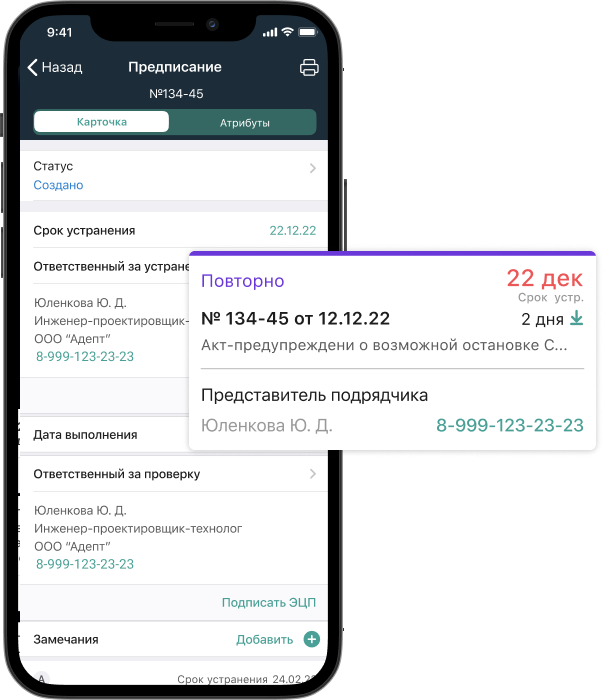 9:41
Назад
Предписание
№134-45
Карточка
Атрибуты
Статус
Создано
Срок устранения
22.12.22
Ответственный за устране
Юленкова Ю. Д.
Инженер-проектировщик-
ООО “Адепт”
8-999-123-23-23
Повторно
22 дек
Срок устр.
№ 134-45 от 12.12.22
2 дня
Акт-предупреждени о возможной остановке С...
Представитель подрядчика
Юленкова Ю. Д.
8-999-123-23-23
Дата выполнения
Ответственный за проверку
Юленкова Ю. Д.
Инженер-проектировщик-технолог
ООО “Адепт”
8-999-123-23-23
Подписать ЭЦП
Замечания
Добавить
А
Срок устранения 24.02.2